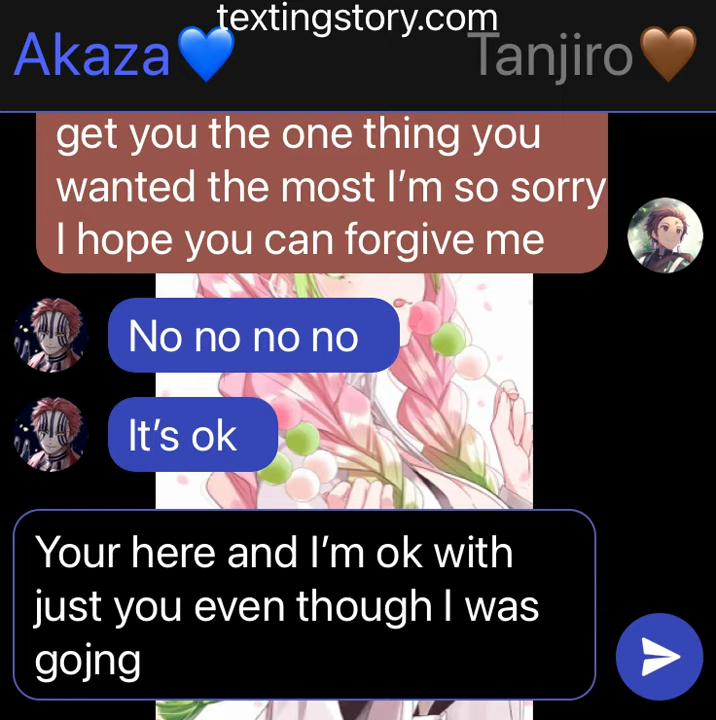 textingstory.com
Akaza💙 Tanjiro🤎
get you the one thing you
wanted the most I’m so sorry
I hope you can forgive me
No no no no
It’s ok
Your here and I’m ok with
just you even though I was
gojng